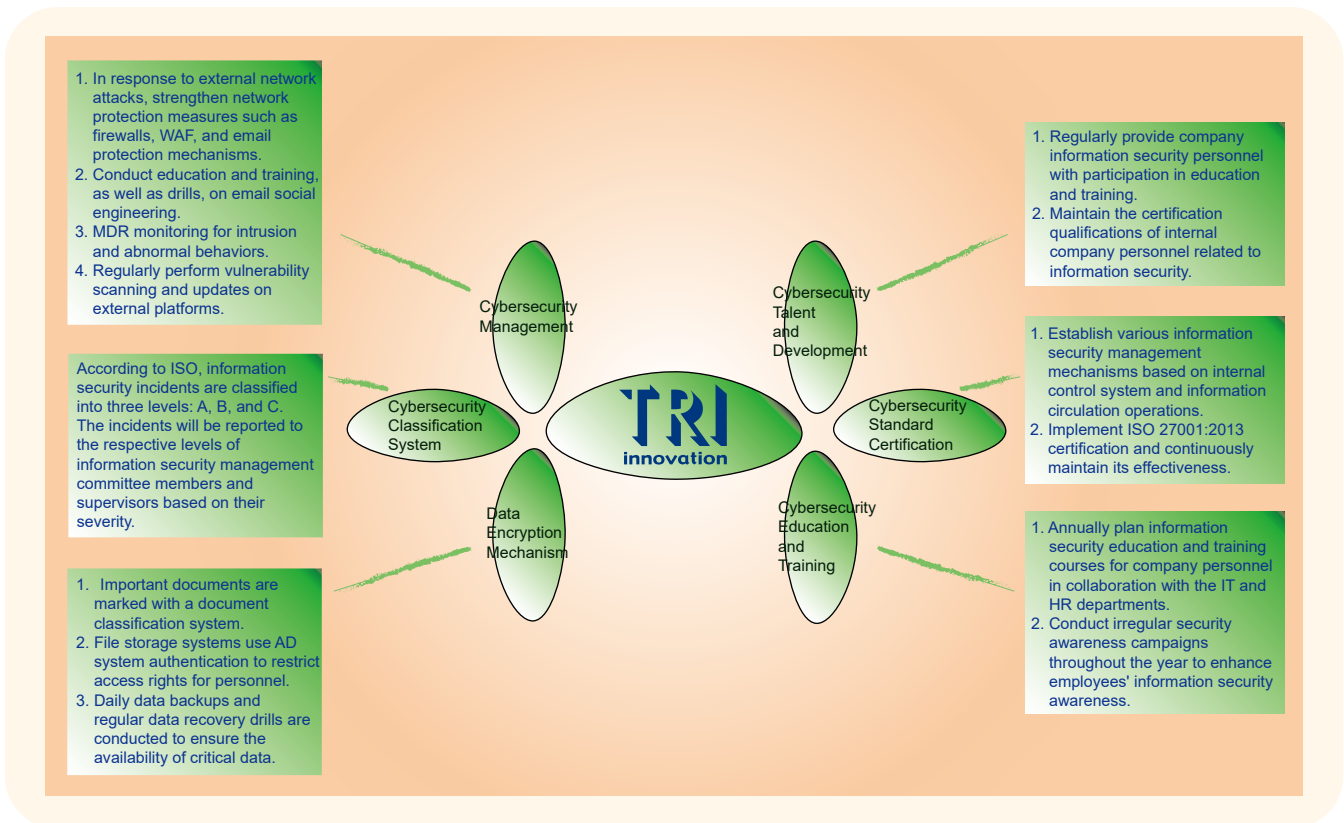 1. In response to external network
attacks, strengthen network
protection measures such as
firewalls, WAF, and email
protection mechanisms.
2. Conduct education and training,
as well as drills, on email social
engineering.
3. MDR monitoring for intrusion
and abnormal behaviors.
4. Regularly perform vulnerability
scanning and updates on
external platforms.
According to ISO, information
security incidents are classified
into three levels: A, B, and C.
The incidents will be reported to
the respective levels of
information security management
committee members and
supervisors based on their
severity.
1. Important documents are
marked with a document
classification system.
2. File storage systems use AD
system authentication to restrict
access rights for personnel.
3. Daily data backups and
regular data recovery drills are
conducted to ensure the
availability of critical data.
Cybersecurity
Management
Cybersecurity
Classification
System
Data
Encryption
Mechanism
TRI
innovation
Cybersecurity
Talent
and
Development
Cybersecurity
Standard
Certification
Cybersecurity
Education
and
Training
1. Regularly provide company
information security personnel
with participation in education
and training.
2. Maintain the certification
qualifications of internal
company personnel related to
information security.
1. Establish various information
security management
mechanisms based on internal
control system and information
circulation operations.
2. Implement ISO 27001:2013
certification and continuously
maintain its effectiveness.
1. Annually plan information
security education and training
courses for company personnel
in collaboration with the IT and
HR departments.
2. Conduct irregular security
awareness campaigns
throughout the year to enhance
employees' information security
awareness.